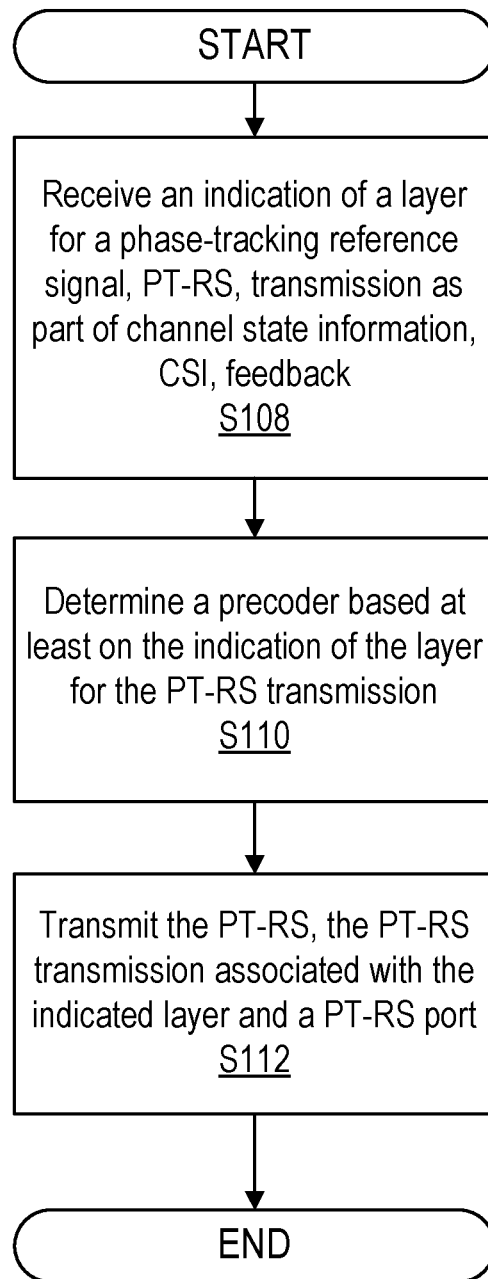 START
Receive an indication of a layer
for a phase-tracking reference
signal, PT-RS, transmission as
part of channel state information,
CSI, feedback
S108
Determine a precoder based at
least on the indication of the layer
for the PT-RS transmission
S110
Transmit the PT-RS, the PT-RS
transmission associated with the
indicated layer and a PT-RS port
S112
END